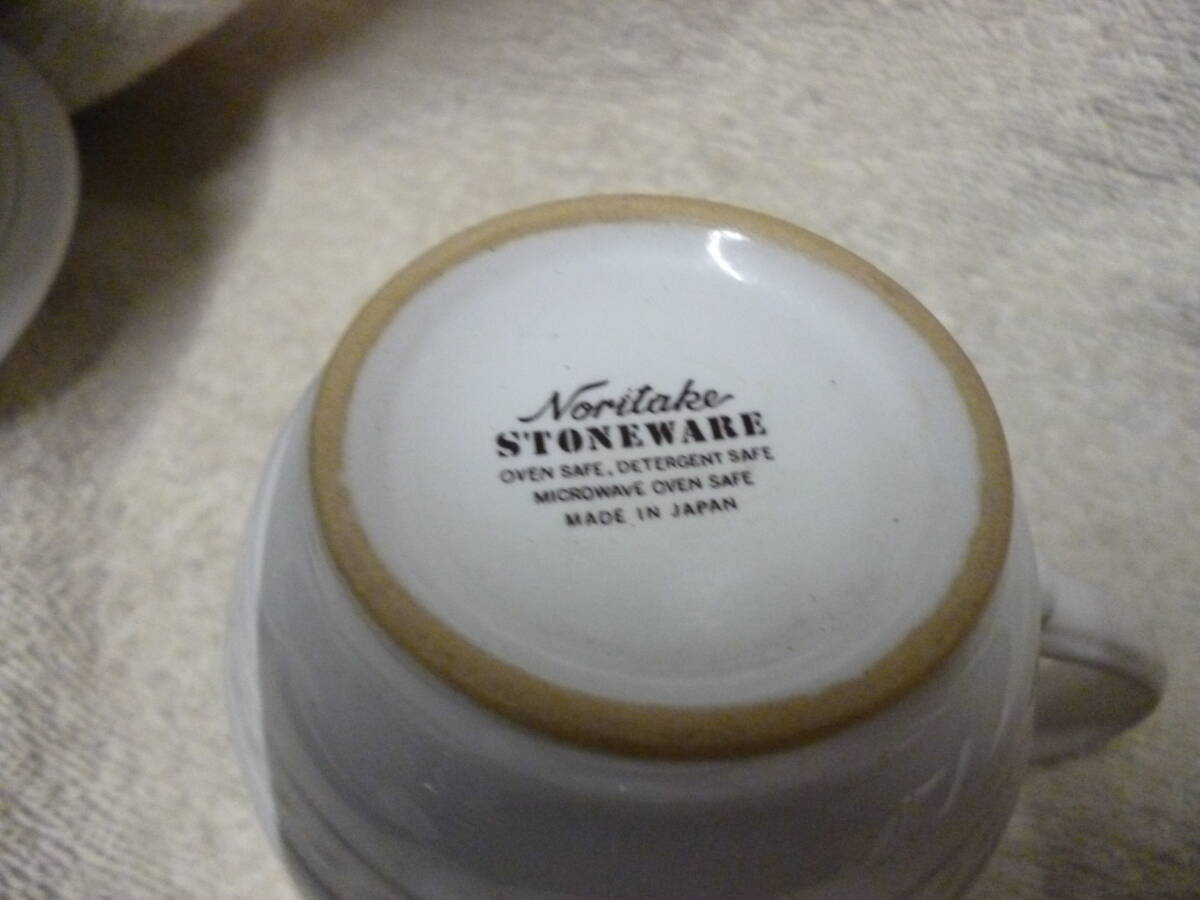 Noritake
STONEWARE
OVEN SAFE, DETERGENT SAFE
MICROWAVE OVEN SAFE
MADE IN JAPAN